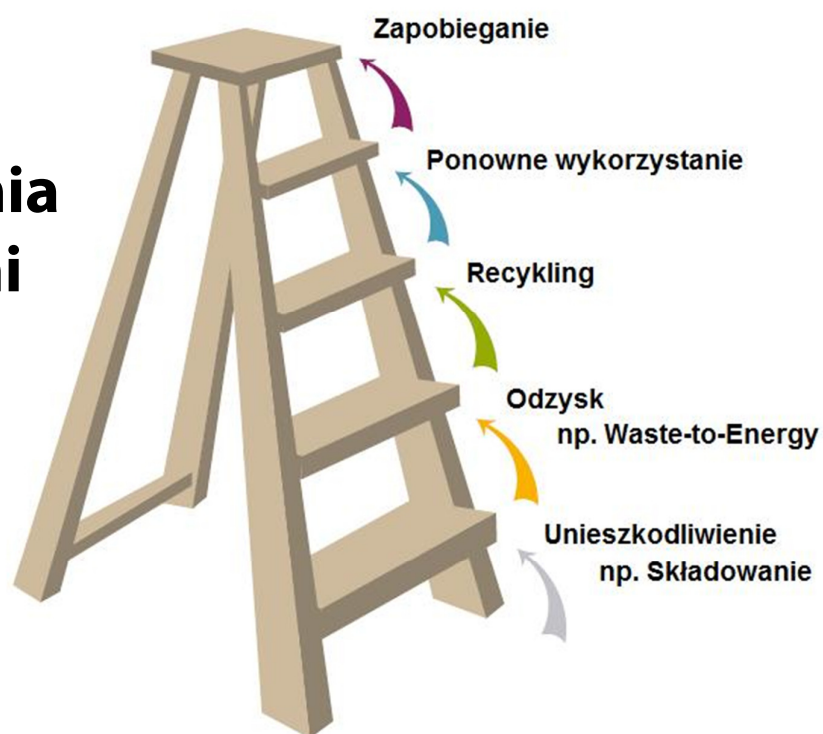 Zapobieganie
Ponowne wykorzystanie
Recykling
Odzysk
np. Waste-to-Energy
Unieszkodliwienie
np. Składowanie